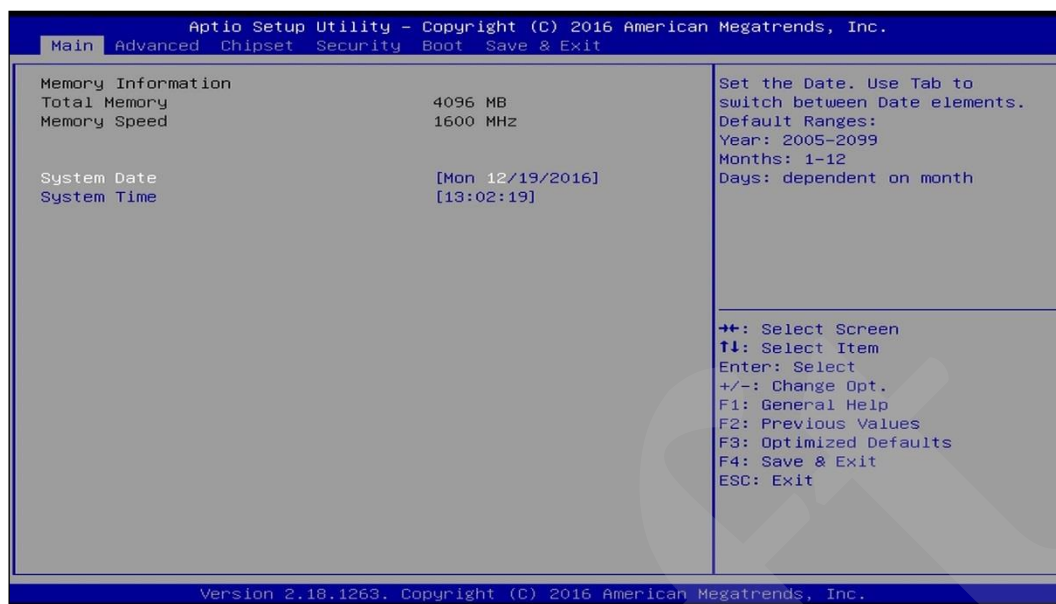 Aptio Setup Utility – Copyright (C) 2016 American Megatrends, Inc.
Main Advanced Chipset Security Boot Save & Exit
Memory Information
Total Memory 4096 MB
Memory Speed 1600 MHz
System Date [Mon 12/19/2016]
System Time [13:02:19]
Set the Date. Use Tab to
switch between Date elements.
Default Ranges:
Year: 2005-2099
Months: 1-12
Days: dependent on month
→←: Select Screen
↑↓: Select Item
Enter: Select
+/-: Change Opt.
F1: General Help
F2: Previous Values
F3: Optimized Defaults
F4: Save & Exit
ESC: Exit
Version 2.18.1263. Copyright (C) 2016 American Megatrends, Inc.